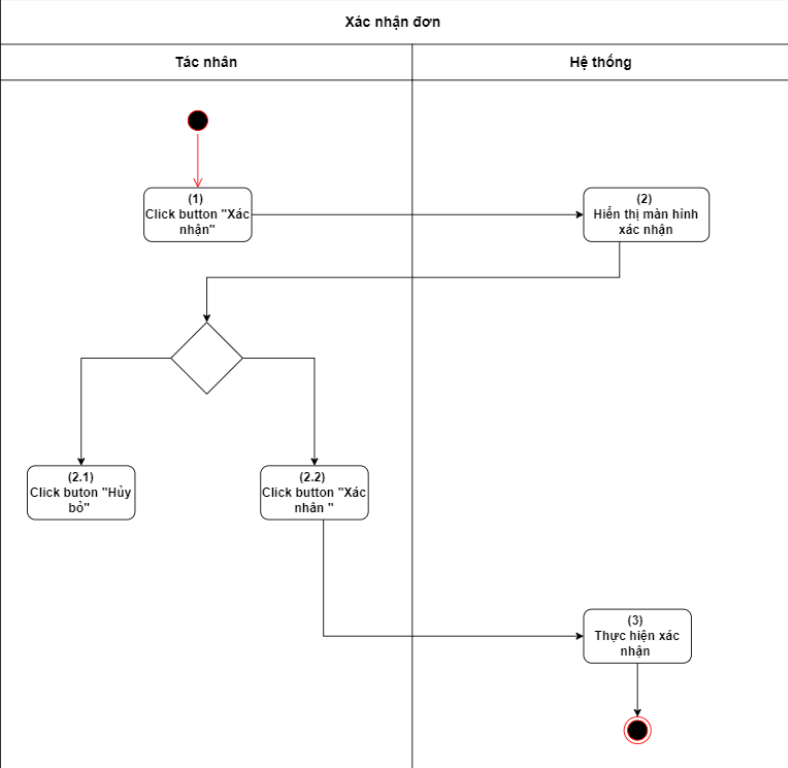 Xác nhận đơn
Tác nhân
Hệ thống
(1)
Click button "Xác
nhận"
(2)
Hiển thị màn hình
xác nhận
(2.1)
Click buton "Hủy
bỏ"
(2.2)
Click button "Xác
nhân "
(3)
Thực hiện xác
nhận